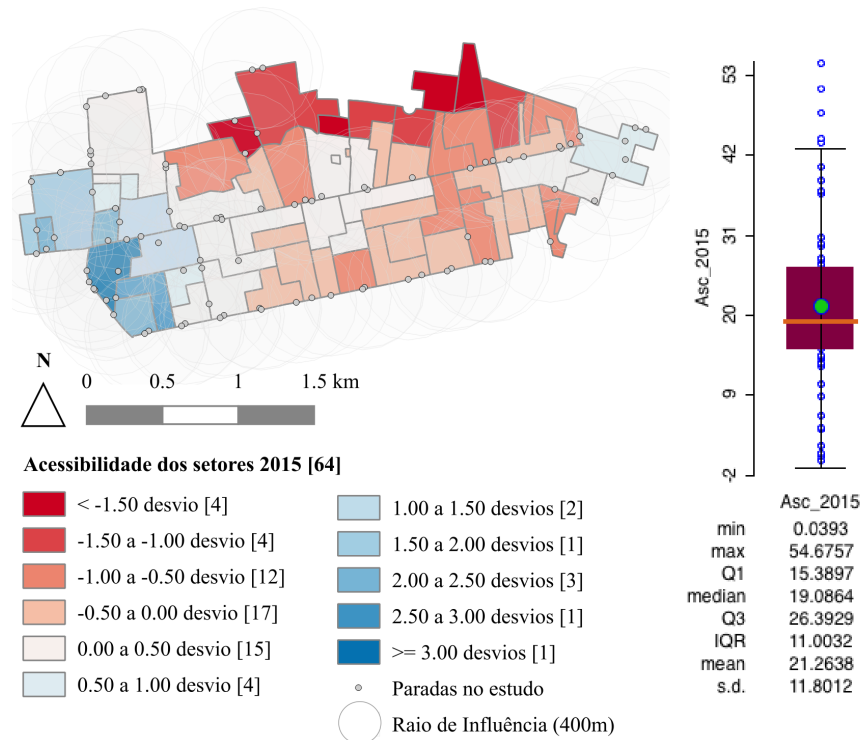 N
0 0.5 1 1.5 km
Acessibilidade dos setores 2015 [64]
< -1.50 desvio [4]
-1.50 a -1.00 desvio [4]
-1.00 a -0.50 desvio [12]
-0.50 a 0.00 desvio [17]
0.00 a 0.50 desvio [15]
0.50 a 1.00 desvio [4]
1.00 a 1.50 desvios [2]
1.50 a 2.00 desvios [1]
2.00 a 2.50 desvios [3]
2.50 a 3.00 desvios [1]
>= 3.00 desvios [1]
Paradas no estudo
Raio de Influência (400m)
53
42
31
20
9
-2
Asc_2015
Asc_2015
min 0.0393
max 54.6757
Q1 15.3897
median 19.0864
Q3 26.3929
IQR 11.0032
mean 21.2638
s.d. 11.8012